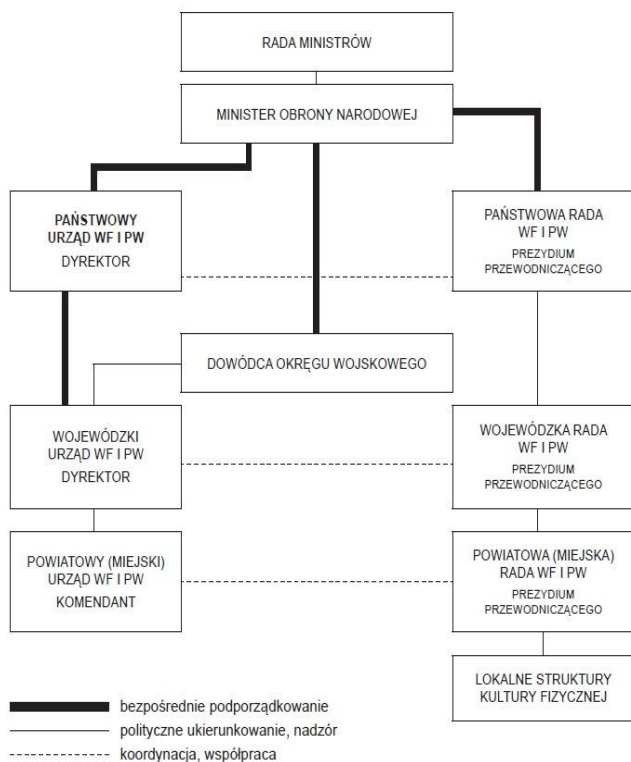 RADA MINISTRÓW
MINISTER OBRONY NARODOWEJ
PAŃSTWOWY
URZĄD WF I PW
DYREKTOR
PAŃSTWOWA RADA
WF I PW
PREZYDIUM
PRZEWODNICZĄCEGO
DOWÓDCA OKRĘGU WOJSKOWEGO
WOJEWÓDZKI
URZĄD WF I PW
DYREKTOR
WOJEWÓDZKA RADA
WF I PW
PREZYDIUM
PRZEWODNICZĄCEGO
POWIATOWY (MIEJSKI)
URZĄD WF I PW
KOMENDANT
POWIATOWA (MIEJSKA)
RADA WF I PW
PREZYDIUM
PRZEWODNICZĄCEGO
LOKALNE STRUKTURY
KULTURY FIZYCZNEJ
bezpośrednie podporządkowanie
polityczne ukierunkowanie, nadzór
koordynacja, współpraca